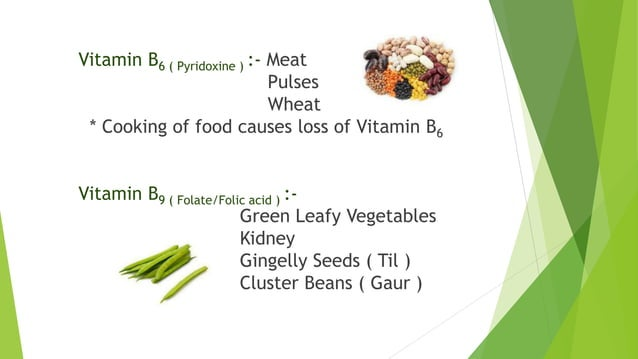 Vitamin B₆ ( Pyridoxine ) :- Meat
Pulses
Wheat
* Cooking of food causes loss of Vitamin B₆
Vitamin B₉ ( Folate/Folic acid ) :-
Green Leafy Vegetables
Kidney
Gingelly Seeds ( Til )
Cluster Beans ( Gaur )